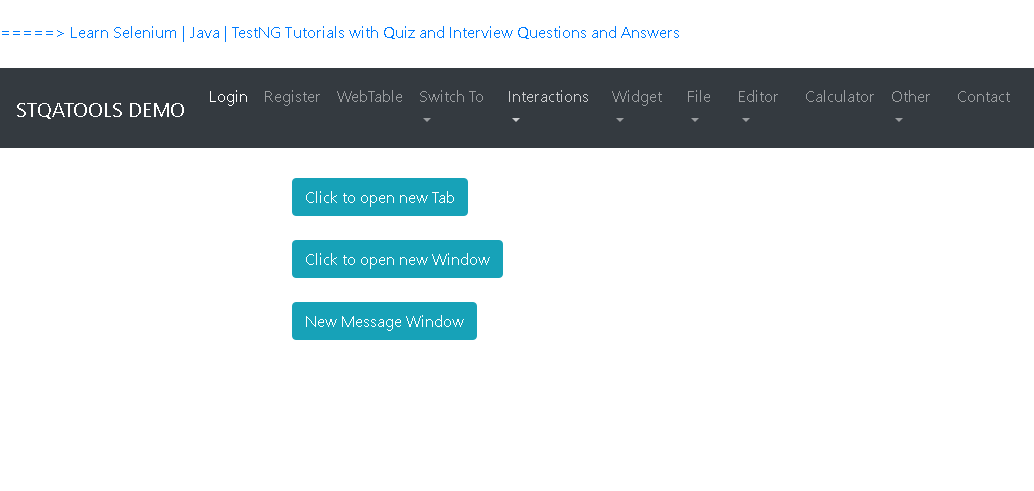 =====> Learn Selenium | Java | TestNG Tutorials with Quiz and Interview Questions and Answers
STQATOOLS DEMO Login Register WebTable Switch To Interactions Widget File Editor Calculator Other Contact
Click to open new Tab
Click to open new Window
New Message Window